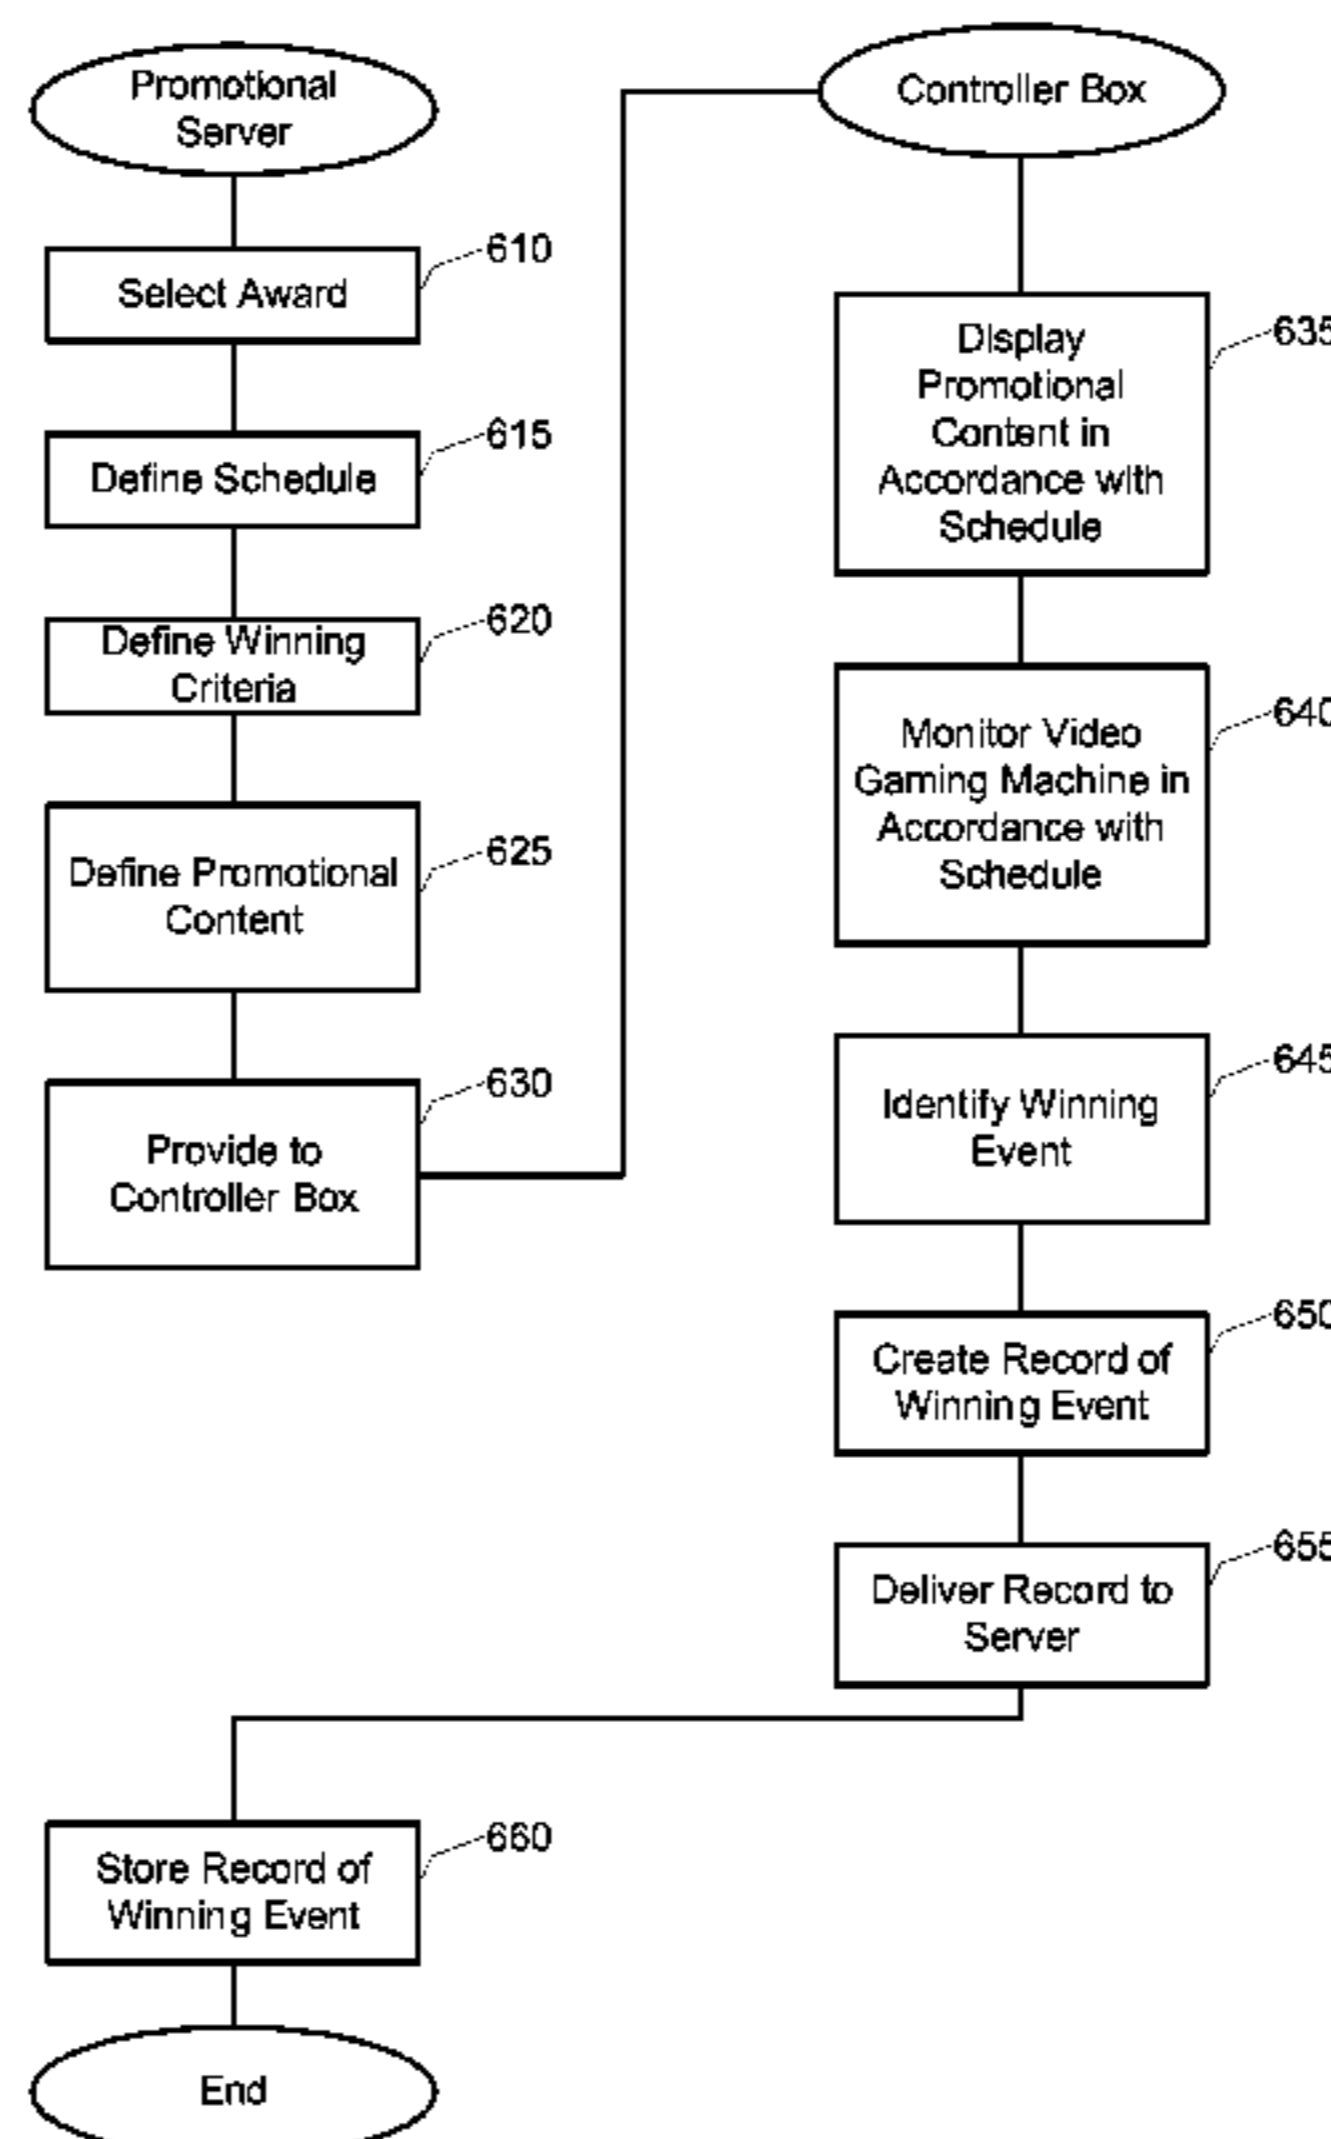 Promotional
Server
610
Select Award
615
Define Schedule
620
Define Winning
Criteria
625
Define Promotional
Content
630
Provide to
Controller Box
Controller Box
635
Display
Promotional
Content in
Accordance with
Schedule
640
Monitor Video
Gaming Machine in
Accordance with
Schedule
645
Identify Winning
Event
650
Create Record of
Winning Event
655
Deliver Record to
Server
660
Store Record of
Winning Event
End